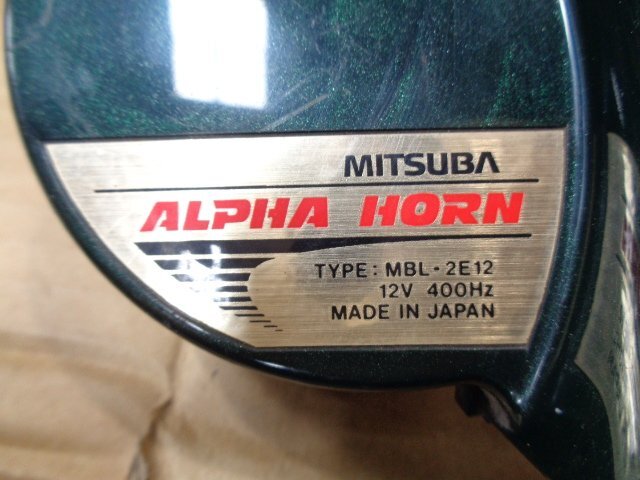 MITSUBA
ALPHA HORN
TYPE: MBL-2E12
12V 400Hz
MADE IN JAPAN